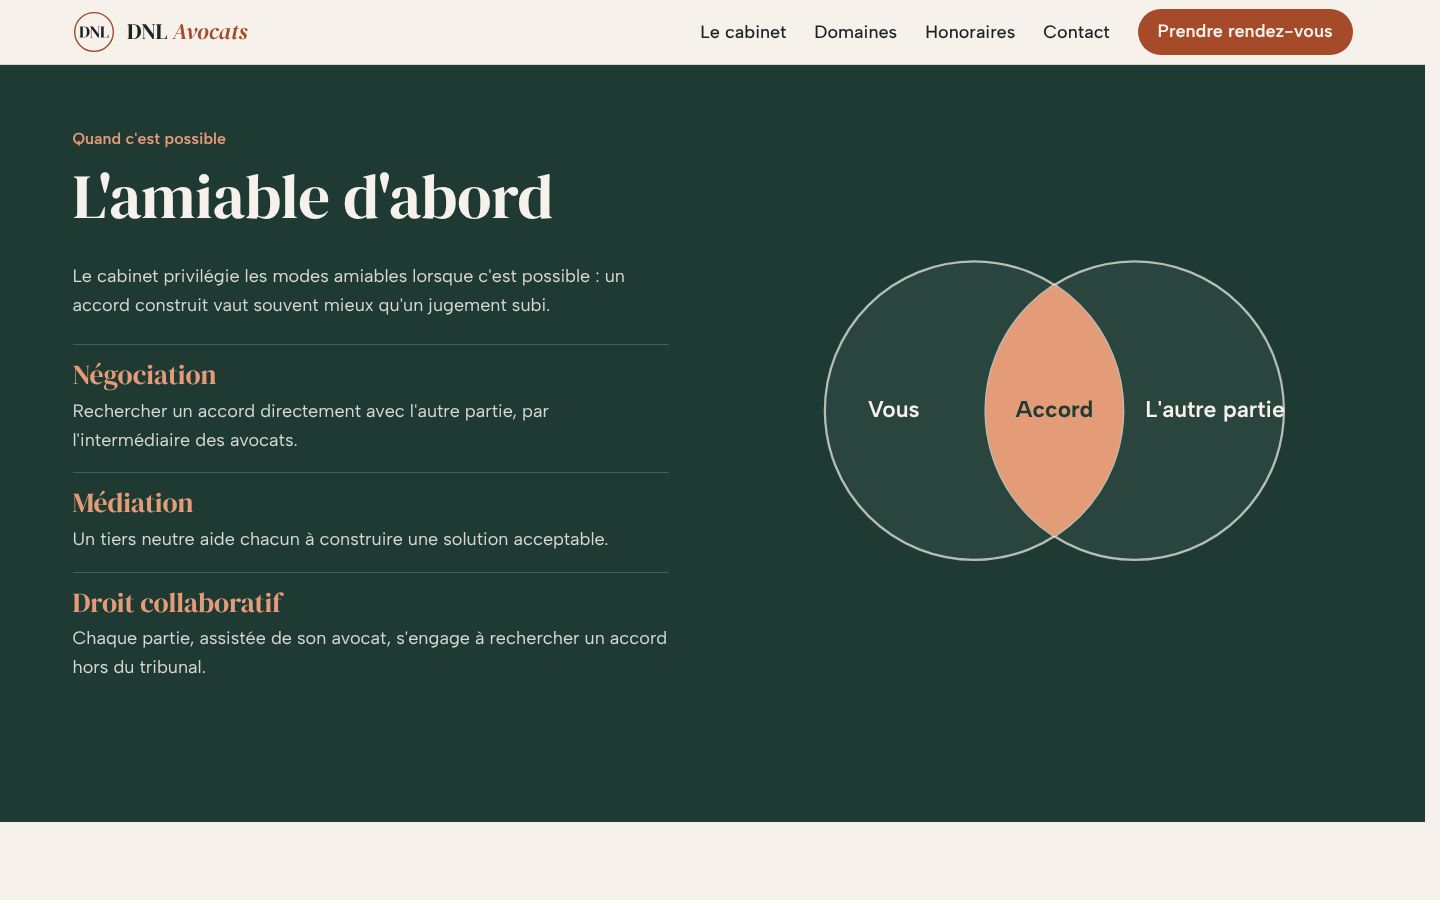 DNL DNL Avocats
Le cabinet Domaines Honoraires Contact Prendre rendez-vous
Quand c'est possible
L'amiable d'abord
Le cabinet privilégie les modes amiables lorsque c'est possible : un
accord construit vaut souvent mieux qu'un jugement subi.
Négociation
Rechercher un accord directement avec l'autre partie, par
l'intermédiaire des avocats.
Médiation
Un tiers neutre aide chacun à construire une solution acceptable.
Droit collaboratif
Chaque partie, assistée de son avocat, s'engage à rechercher un accord
hors du tribunal.
Vous Accord L'autre partie